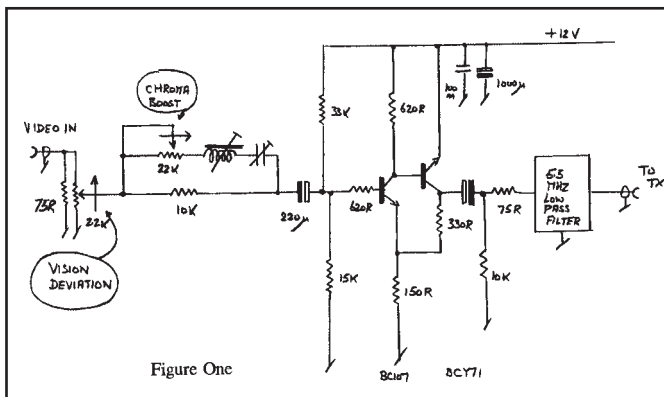 +12V
CHROMA
BOOST
VIDEO IN
33K
620R
100
m
1000µ
22K
10K
75R
22K
220µ
620R
330R
75R
5.5
MHZ
LOW
PASS
FILTER
TO
TX
VISION
DEVIATION
15K
150R
10K
Figure One
BC107
BCY71